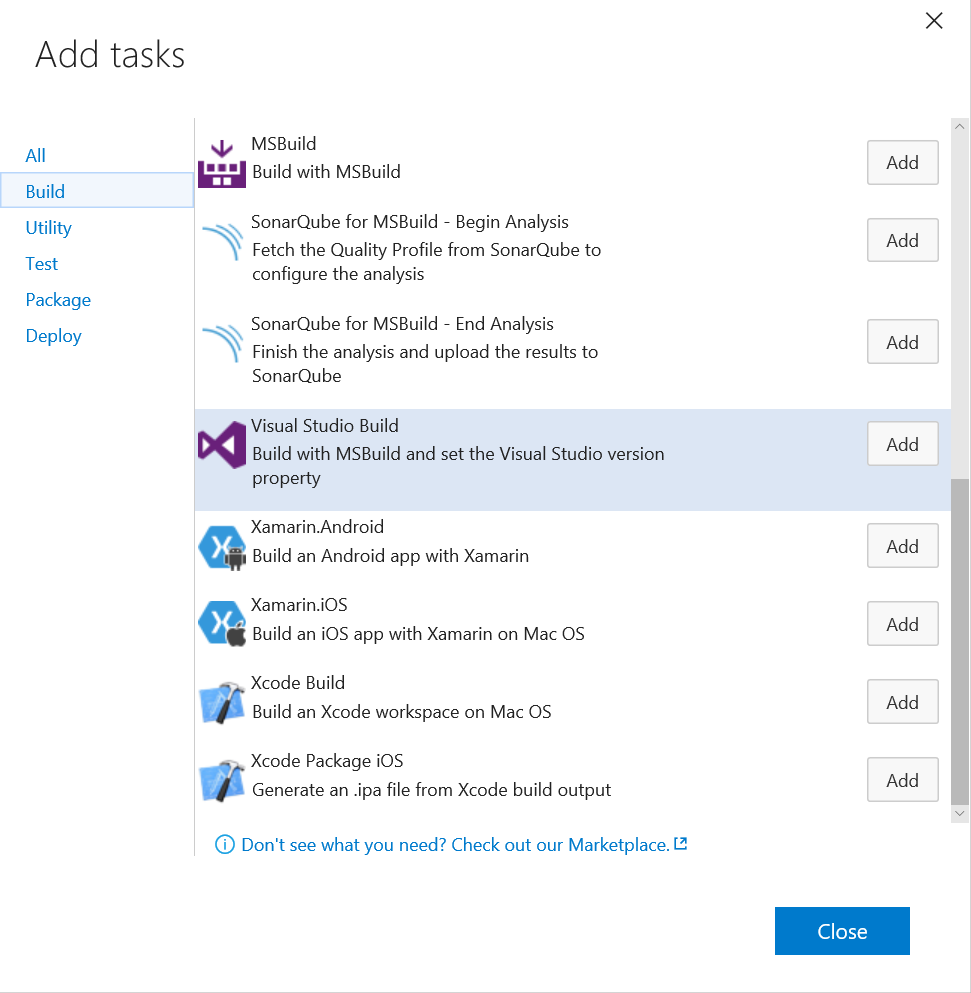 Add tasks
All
Build
Utility
Test
Package
Deploy
MSBuild
Build with MSBuild
Add
SonarQube for MSBuild - Begin Analysis
Fetch the Quality Profile from SonarQube to
configure the analysis
Add
SonarQube for MSBuild - End Analysis
Finish the analysis and upload the results to
SonarQube
Add
Visual Studio Build
Build with MSBuild and set the Visual Studio version
property
Add
Xamarin.Android
Build an Android app with Xamarin
Add
Xamarin.iOS
Build an iOS app with Xamarin on Mac OS
Add
Xcode Build
Build an Xcode workspace on Mac OS
Add
Xcode Package iOS
Generate an .ipa file from Xcode build output
Add
Don't see what you need? Check out our Marketplace.
Close